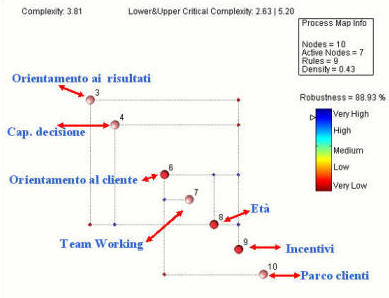 Complexity: 3.81
Lower&Upper Critical Complexity: 2.63 | 5.20
Process Map Info
Nodes = 10
Active Nodes = 7
Rules = 9
Density = 0.43
Robustness = 88.93 %
Very High
High
Medium
Low
Very Low
Orientamento ai risultati
3
Cap. decisione
4
Orientamento al cliente
6
7
Team Working
8
Età
9
Incentivi
10
Parco clienti